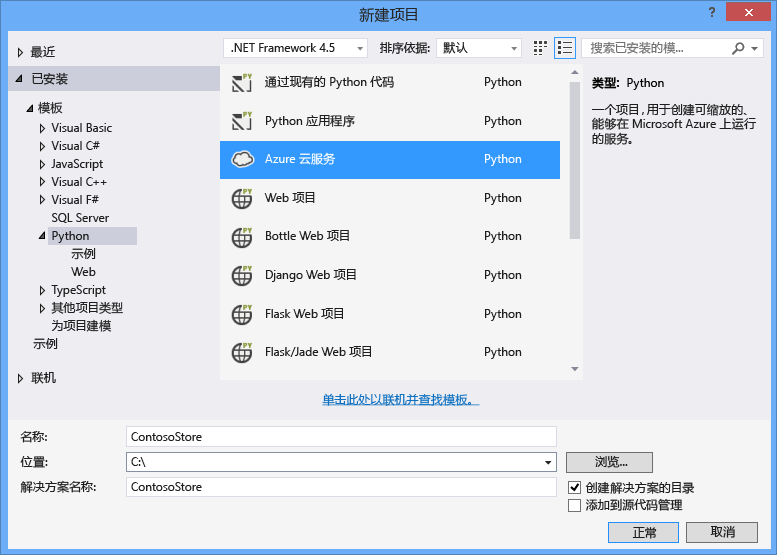 新建项目
?
最近
已安装
模板
Visual Basic
Visual C#
JavaScript
Visual C++
Visual F#
SQL Server
Python
示例
Web
TypeScript
其他项目类型
为项目建模
示例
联机
.NET Framework 4.5
排序依据: 默认
搜索已安装的模...
通过现有的 Python 代码 Python
Python 应用程序 Python
Azure 云服务 Python
Web 项目 Python
Bottle Web 项目 Python
Django Web 项目 Python
Flask Web 项目 Python
Flask/Jade Web 项目 Python
单击此处以联机并查找模板。
类型: Python
一个项目,用于创建可缩放的、
能够在 Microsoft Azure 上运行
的服务。
名称: ContosoStore
位置: C:\ 浏览...
解决方案名称: ContosoStore
创建解决方案的目录
添加到源代码管理
正常 取消